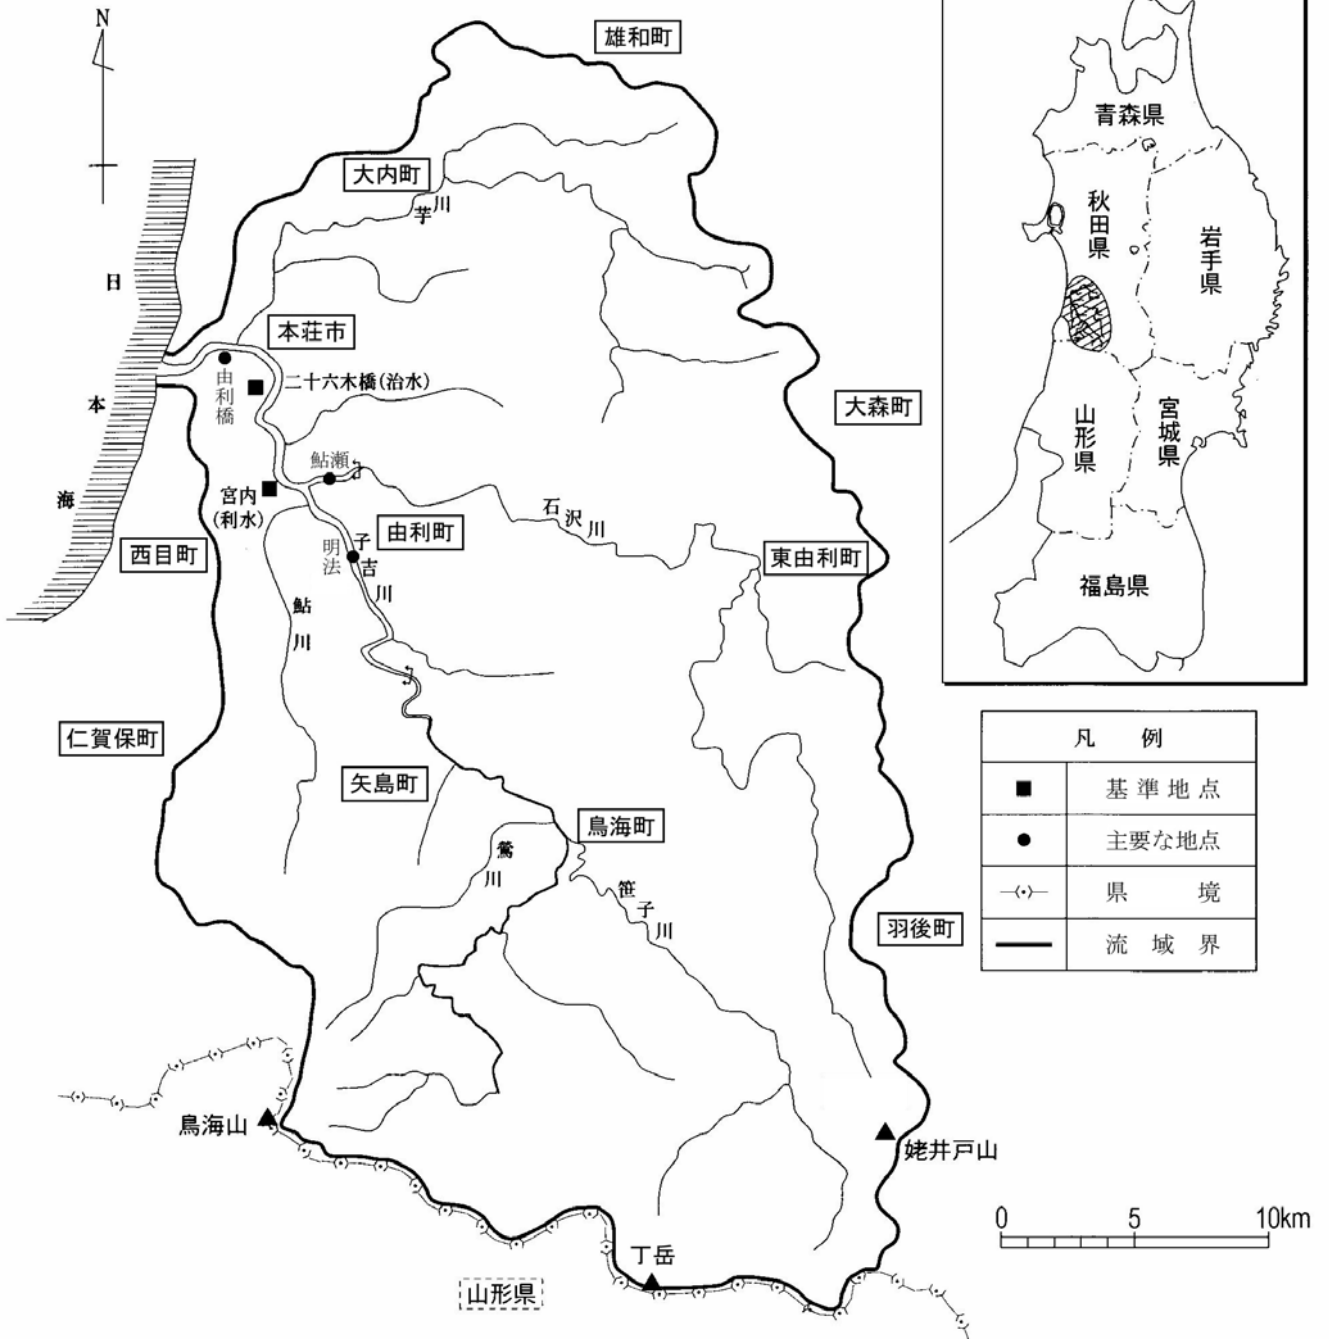 N
雄和町
大内町
芋川
日本海
本荘市
由利橋
二十六木橋(治水)
大森町
鮎瀬
宮内
(利水)
石沢川
由利町
明法
子吉川
西目町
東由利町
鮎川
仁賀保町
矢島町
鳥海町
鶯川
笹子川
羽後町
鳥海山
姥井戸山
丁岳
山形県
青森県
秋田県
岩手県
山形県
宮城県
福島県
凡 例
基準地点
主要な地点
県 境
流域界
0 5 10km